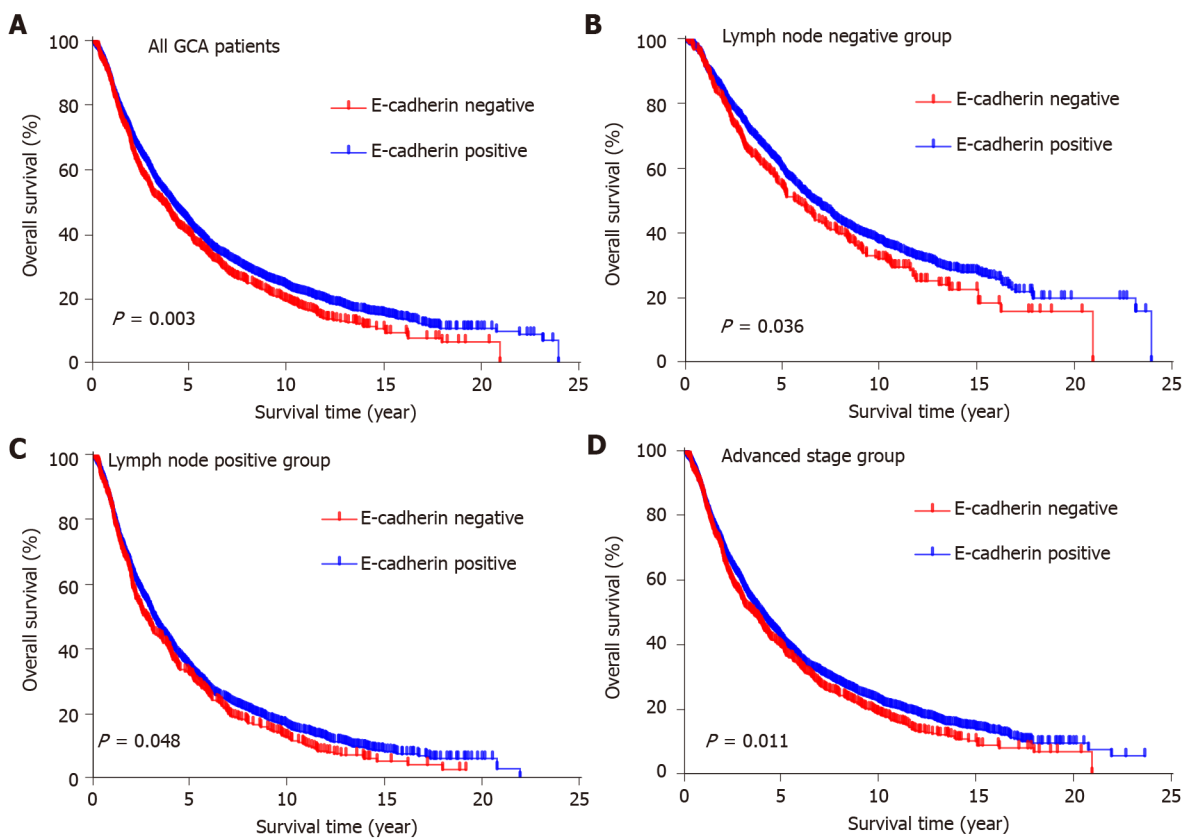 A
All GCA patients
100
80
60
40
20
0
Overall survival (%)
E-cadherin negative
E-cadherin positive
P = 0.003
0 5 10 15 20 25
Survival time (year)
B
Lymph node negative group
100
80
60
40
20
0
Overall survival (%)
E-cadherin negative
E-cadherin positive
P = 0.036
0 5 10 15 20 25
Survival time (year)
C
Lymph node positive group
100
80
60
40
20
0
Overall survival (%)
E-cadherin negative
E-cadherin positive
P = 0.048
0 5 10 15 20 25
Survival time (year)
D
Advanced stage group
100
80
60
40
20
0
Overall survival (%)
E-cadherin negative
E-cadherin positive
P = 0.011
0 5 10 15 20 25
Survival time (year)